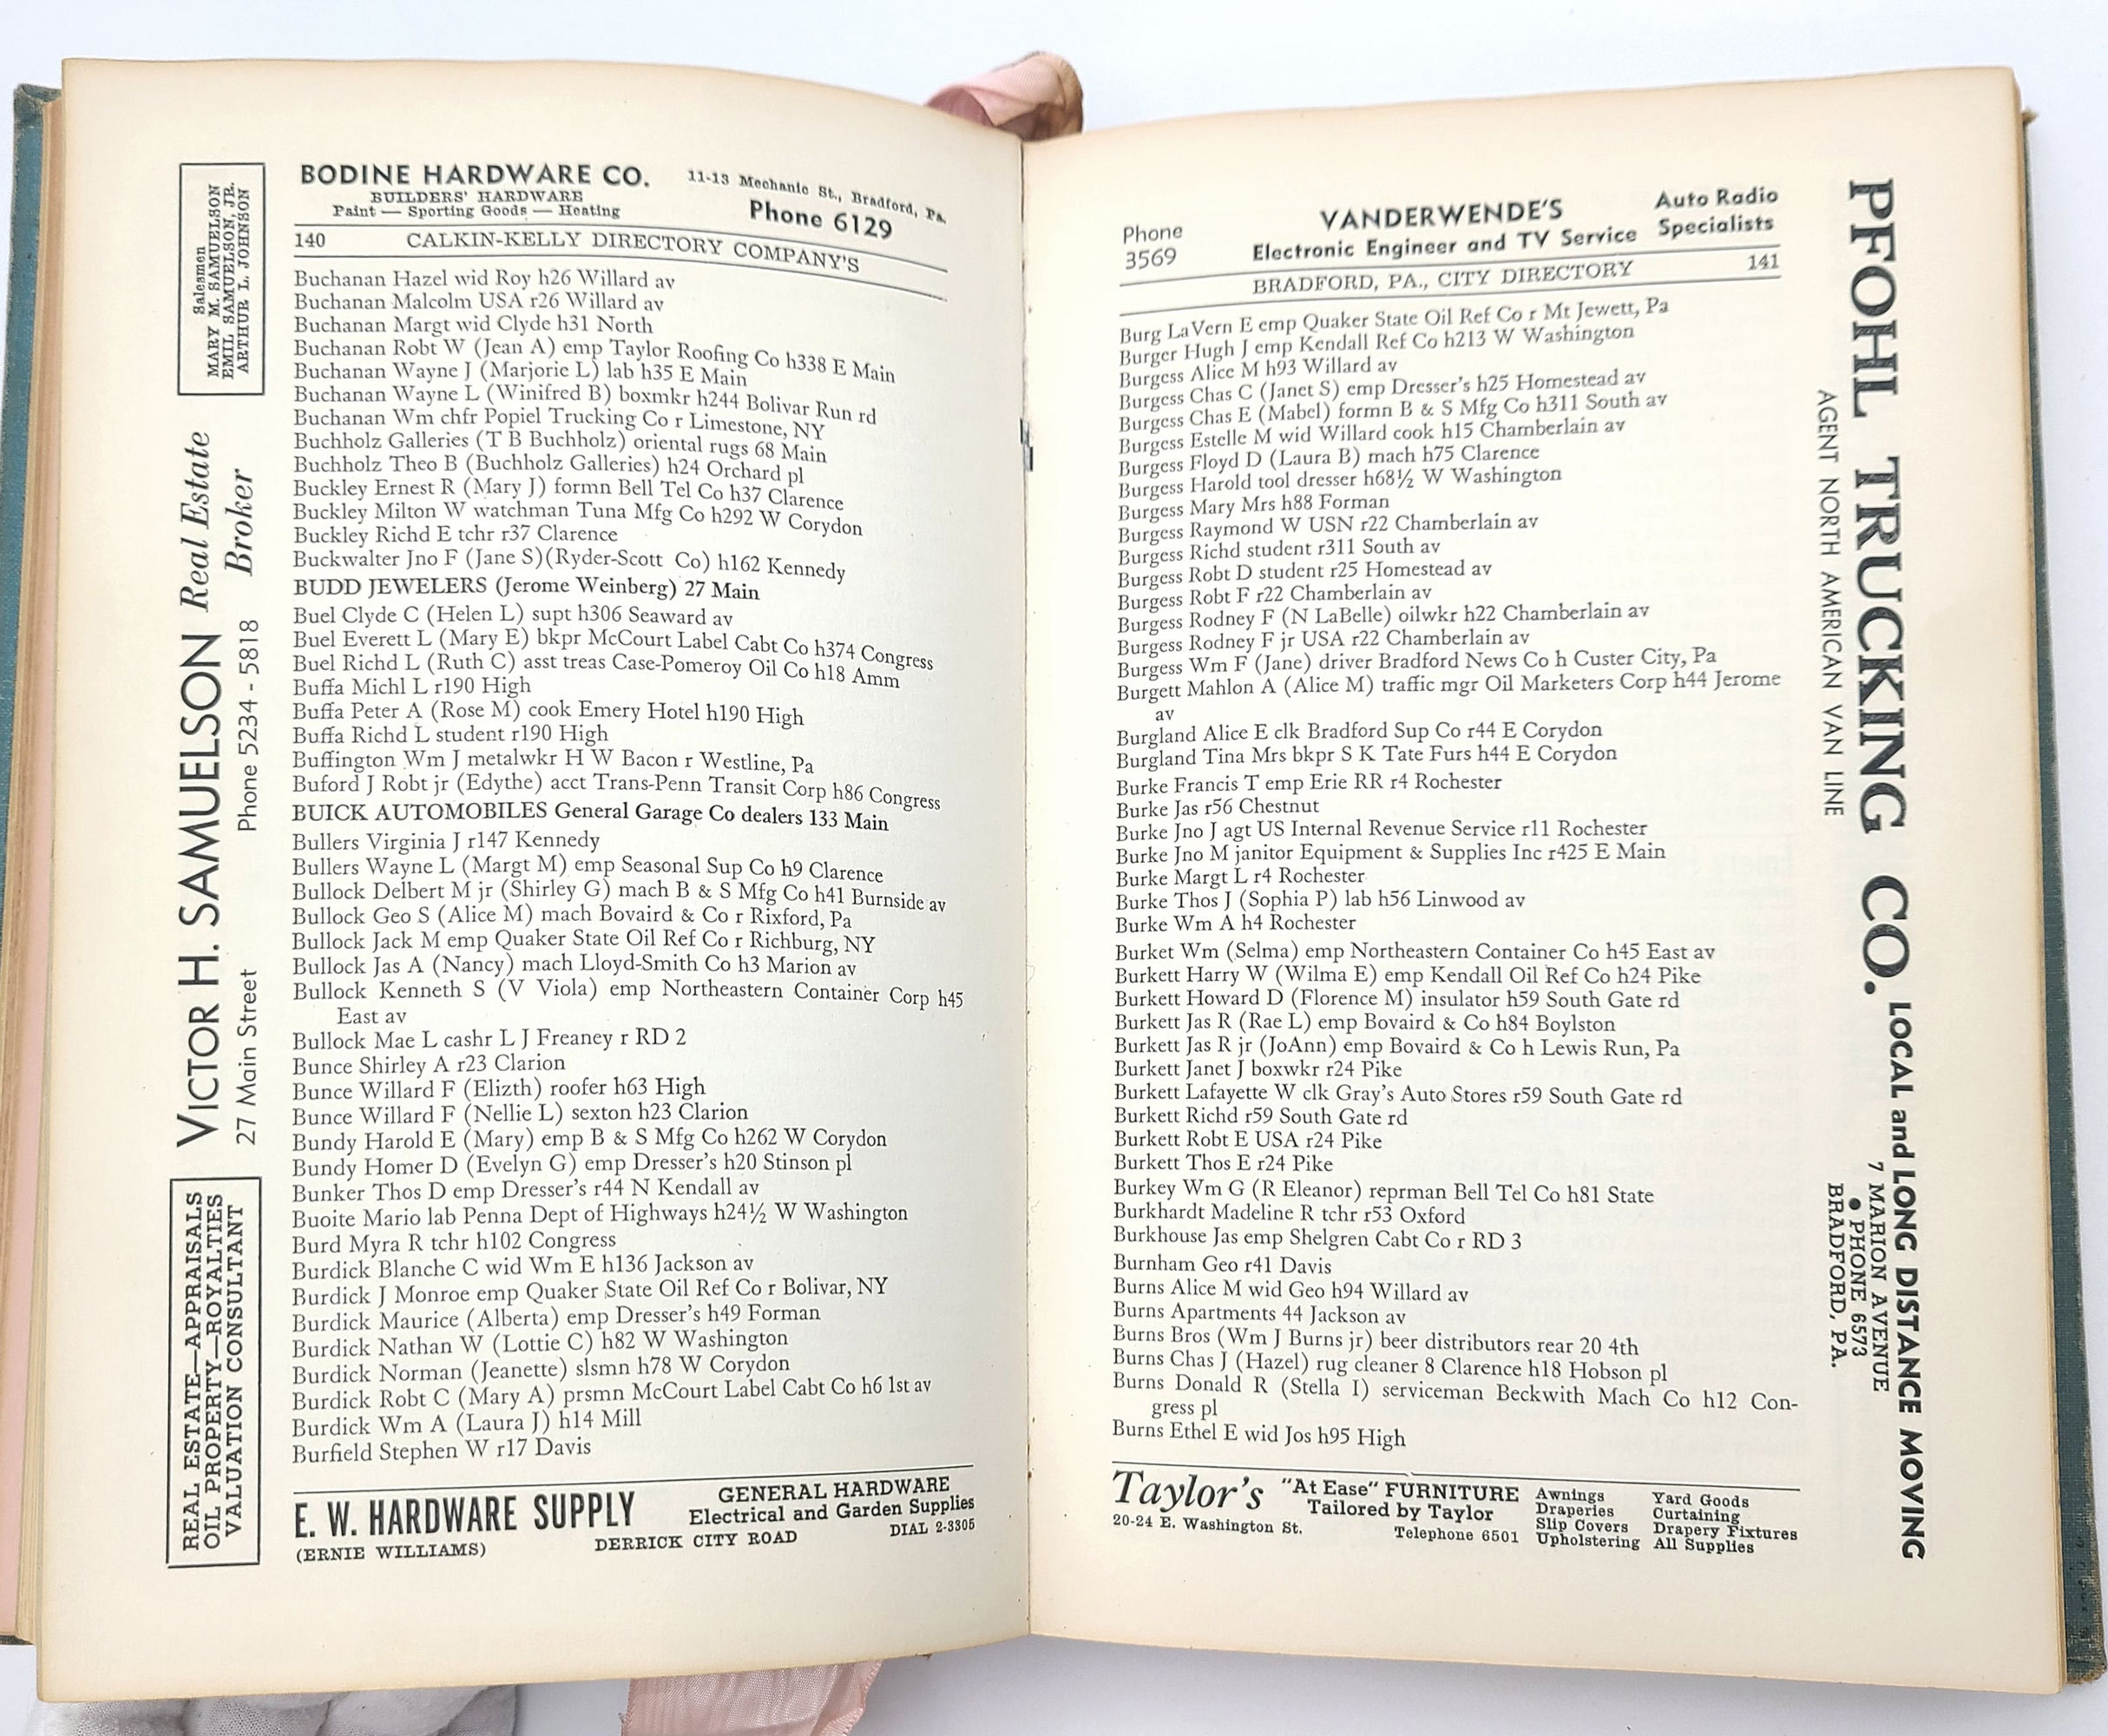 Salesmen
MARY M. SAMUELSON
EMIL SAMUELSON, JR.
ARTHUR L. JOHNSON
VICTOR H. SAMUELSON Real Estate
27 Main Street Phone 5234 - 5818 Broker
REAL ESTATE—APPRAISALS
OIL PROPERTY—ROYALTIES
VALUATION CONSULTANT
BODINE HARDWARE CO.
BUILDERS' HARDWARE
Paint — Sporting Goods — Heating
11-13 Mechanic St., Bradford, Pa.
Phone 6129
140 CALKIN-KELLY DIRECTORY COMPANY'S
Buchanan Hazel wid Roy h26 Willard av
Buchanan Malcolm USA r26 Willard av
Buchanan Margt wid Clyde h31 North
Buchanan Robt W (Jean A) emp Taylor Roofing Co h338 E Main
Buchanan Wayne J (Marjorie L) lab h35 E Main
Buchanan Wayne L (Winifred B) boxmkr h244 Bolivar Run rd
Buchanan Wm chfr Popiel Trucking Co r Limestone, NY
Buchholz Galleries (T B Buchholz) oriental rugs 68 Main
Buchholz Theo B (Buchholz Galleries) h24 Orchard pl
Buckley Ernest R (Mary J) formn Bell Tel Co h37 Clarence
Buckley Milton W watchman Tuna Mfg Co h292 W Corydon
Buckley Richd E tchr r37 Clarence
Buckwalter Jno F (Jane S)(Ryder-Scott Co) h162 Kennedy
BUDD JEWELERS (Jerome Weinberg) 27 Main
Buel Clyde C (Helen L) supt h306 Seaward av
Buel Everett L (Mary E) bkpr McCourt Label Cabt Co h374 Congress
Buel Richd L (Ruth C) asst treas Case-Pomeroy Oil Co h18 Amm
Buffa Michl L r190 High
Buffa Peter A (Rose M) cook Emery Hotel h190 High
Buffa Richd L student r190 High
Buffington Wm J metalwkr H W Bacon r Westline, Pa
Buford J Robt jr (Edythe) acct Trans-Penn Transit Corp h86 Congress
BUICK AUTOMOBILES General Garage Co dealers 133 Main
Bullers Virginia J r147 Kennedy
Bullers Wayne L (Margt M) emp Seasonal Sup Co h9 Clarence
Bullock Delbert M jr (Shirley G) mach B & S Mfg Co h41 Burnside av
Bullock Geo S (Alice M) mach Bovaird & Co r Rixford, Pa
Bullock Jack M emp Quaker State Oil Ref Co r Richburg, NY
Bullock Jas A (Nancy) mach Lloyd-Smith Co h3 Marion av
Bullock Kenneth S (V Viola) emp Northeastern Container Corp h45
East av
Bullock Mae L cashr L J Freaney r RD 2
Bunce Shirley A r23 Clarion
Bunce Willard F (Elizth) roofer h63 High
Bunce Willard F (Nellie L) sexton h23 Clarion
Bundy Harold E (Mary) emp B & S Mfg Co h262 W Corydon
Bundy Homer D (Evelyn G) emp Dresser's h20 Stinson pl
Bunker Thos D emp Dresser's r44 N Kendall av
Buoite Mario lab Penna Dept of Highways h24½ W Washington
Burd Myra R tchr h102 Congress
Burdick Blanche C wid Wm E h136 Jackson av
Burdick J Monroe emp Quaker State Oil Ref Co r Bolivar, NY
Burdick Maurice (Alberta) emp Dresser's h49 Forman
Burdick Nathan W (Lottie C) h82 W Washington
Burdick Norman (Jeanette) slsmn h78 W Corydon
Burdick Robt C (Mary A) prsmn McCourt Label Cabt Co h6 1st av
Burdick Wm A (Laura J) h14 Mill
Burfield Stephen W r17 Davis
E. W. HARDWARE SUPPLY
(ERNIE WILLIAMS)
GENERAL HARDWARE
Electrical and Garden Supplies
DERRICK CITY ROAD DIAL 2-3305
Phone
3569
VANDERWENDE'S
Electronic Engineer and TV Service
Auto Radio
Specialists
BRADFORD, PA., CITY DIRECTORY 141
Burg LaVern E emp Quaker State Oil Ref Co r Mt Jewett, Pa
Burger Hugh J emp Kendall Ref Co h213 W Washington
Burgess Alice M h93 Willard av
Burgess Chas C (Janet S) emp Dresser's h25 Homestead av
Burgess Chas E (Mabel) formn B & S Mfg Co h311 South av
Burgess Estelle M wid Willard cook h15 Chamberlain av
Burgess Floyd D (Laura B) mach h75 Clarence
Burgess Harold tool dresser h68½ W Washington
Burgess Mary Mrs h88 Forman
Burgess Raymond W USN r22 Chamberlain av
Burgess Richd student r311 South av
Burgess Robt D student r25 Homestead av
Burgess Robt F r22 Chamberlain av
Burgess Rodney F (N LaBelle) oilwkr h22 Chamberlain av
Burgess Rodney F jr USA r22 Chamberlain av
Burgess Wm F (Jane) driver Bradford News Co h Custer City, Pa
Burgett Mahlon A (Alice M) traffic mgr Oil Marketers Corp h44 Jerome
av
Burgland Alice E clk Bradford Sup Co r44 E Corydon
Burgland Tina Mrs bkpr S K Tate Furs h44 E Corydon
Burke Francis T emp Erie RR r4 Rochester
Burke Jas r56 Chestnut
Burke Jno J agt US Internal Revenue Service r11 Rochester
Burke Jno M janitor Equipment & Supplies Inc r425 E Main
Burke Margt L r4 Rochester
Burke Thos J (Sophia P) lab h56 Linwood av
Burke Wm A h4 Rochester
Burket Wm (Selma) emp Northeastern Container Co h45 East av
Burkett Harry W (Wilma E) emp Kendall Oil Ref Co h24 Pike
Burkett Howard D (Florence M) insulator h59 South Gate rd
Burkett Jas R (Rae L) emp Bovaird & Co h84 Boylston
Burkett Jas R jr (JoAnn) emp Bovaird & Co h Lewis Run, Pa
Burkett Janet J boxwkr r24 Pike
Burkett Lafayette W clk Gray's Auto Stores r59 South Gate rd
Burkett Richd r59 South Gate rd
Burkett Robt E USA r24 Pike
Burkett Thos E r24 Pike
Burkey Wm G (R Eleanor) reprman Bell Tel Co h81 State
Burkhardt Madeline R tchr r53 Oxford
Burkhouse Jas emp Shelgren Cabt Co r RD 3
Burnham Geo r41 Davis
Burns Alice M wid Geo h94 Willard av
Burns Apartments 44 Jackson av
Burns Bros (Wm J Burns jr) beer distributors rear 20 4th
Burns Chas J (Hazel) rug cleaner 8 Clarence h18 Hobson pl
Burns Donald R (Stella I) serviceman Beckwith Mach Co h12 Con-
gress pl
Burns Ethel E wid Jos h95 High
Taylor's
20-24 E. Washington St.
"At Ease" FURNITURE
Tailored by Taylor
Telephone 6501
Awnings
Draperies
Slip Covers
Upholstering
Yard Goods
Curtaining
Drapery Fixtures
All Supplies
PFOHL TRUCKING CO.
AGENT NORTH AMERICAN VAN LINE
LOCAL and LONG DISTANCE MOVING
7 MARION AVENUE
• PHONE 6573
BRADFORD, PA.